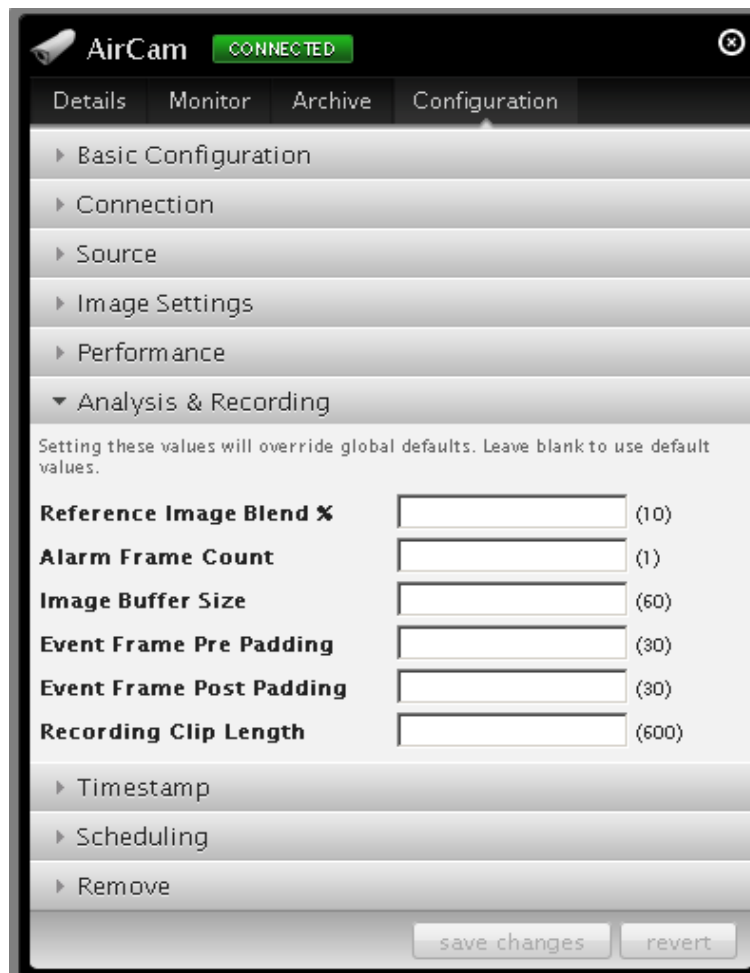 AirCam CONNECTED
Details Monitor Archive Configuration
Basic Configuration
Connection
Source
Image Settings
Performance
Analysis & Recording
Setting these values will override global defaults. Leave blank to use default
values.
Reference Image Blend % (10)
Alarm Frame Count (1)
Image Buffer Size (60)
Event Frame Pre Padding (30)
Event Frame Post Padding (30)
Recording Clip Length (600)
Timestamp
Scheduling
Remove
save changes revert